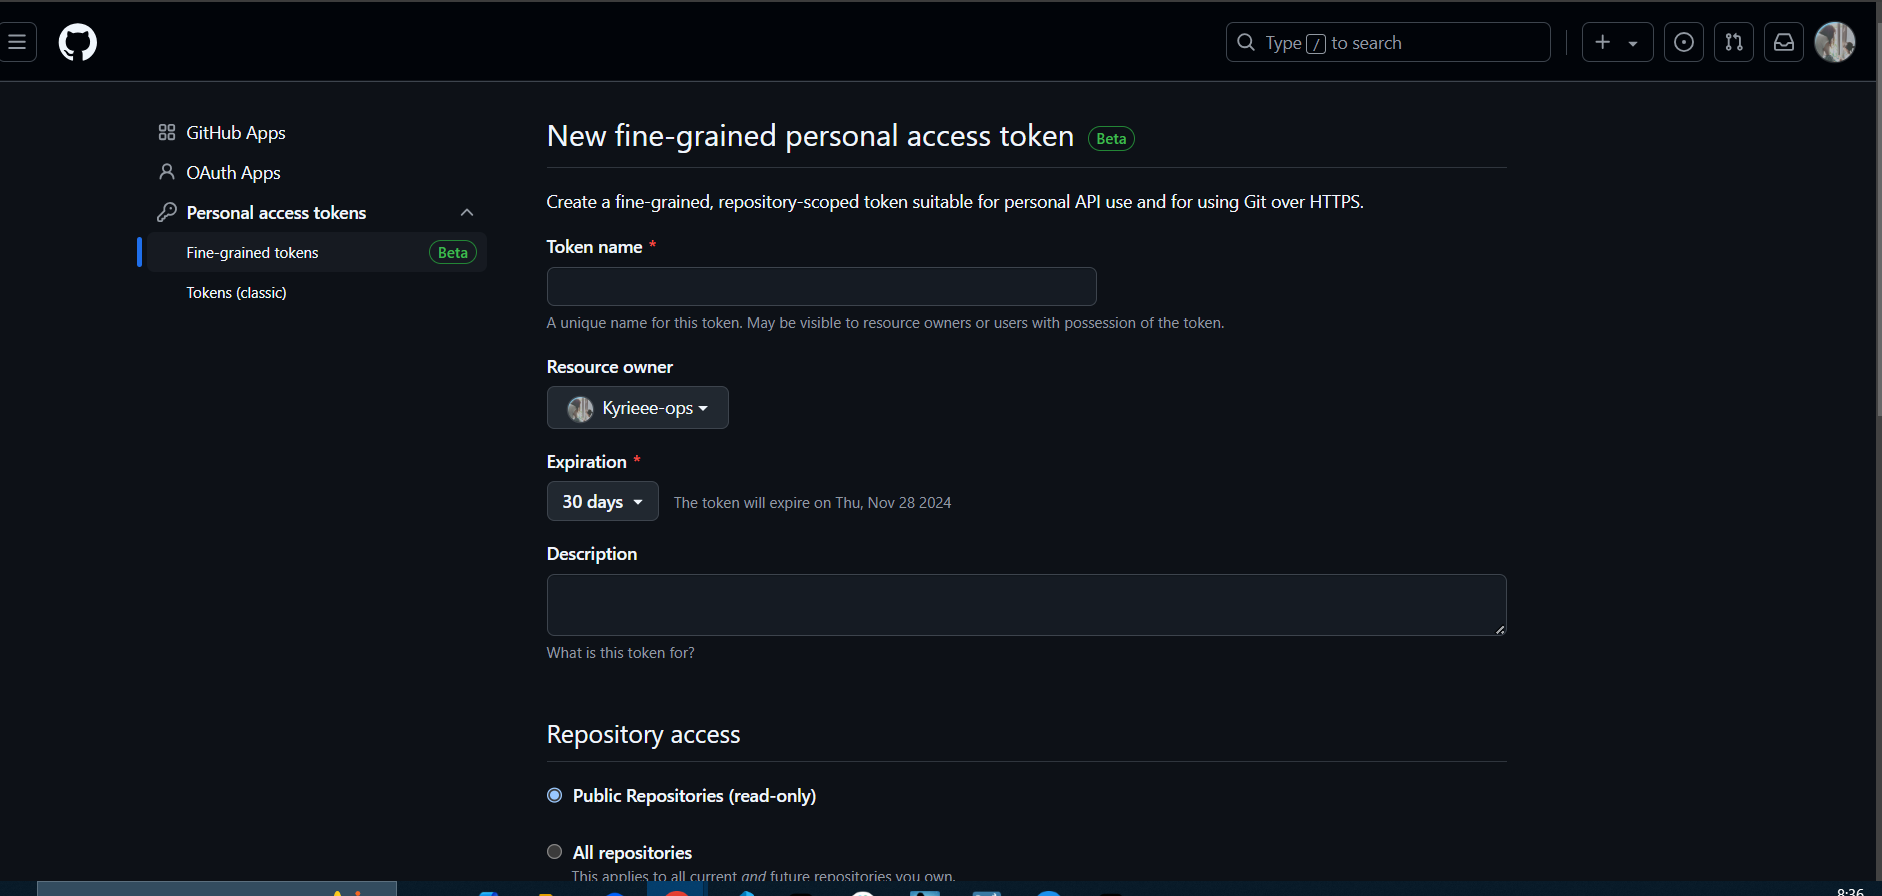 Type / to search
GitHub Apps
OAuth Apps
Personal access tokens
Fine-grained tokens Beta
Tokens (classic)
New fine-grained personal access token Beta
Create a fine-grained, repository-scoped token suitable for personal API use and for using Git over HTTPS.
Token name *
A unique name for this token. May be visible to resource owners or users with possession of the token.
Resource owner
Kyrieee-ops
Expiration *
30 days The token will expire on Thu, Nov 28 2024
Description
What is this token for?
Repository access
Public Repositories (read-only)
All repositories
This applies to all current and future repositories you own.
8:36